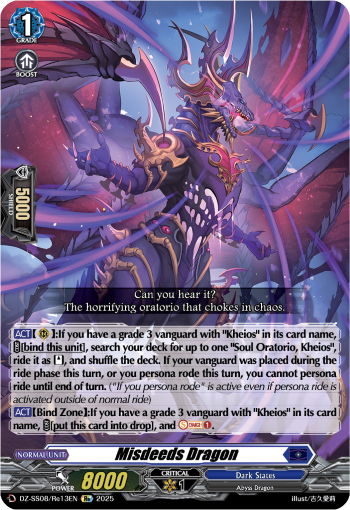 1
GRADE
BOOST
5000
SHIELD
Can you hear it?
The horrifying oratorio that chokes in chaos.
ACT【 】:If you have a grade 3 vanguard with "Kheios" in its card name,
[bind this unit], search your deck for up to one "Soul Oratorio, Kheios",
ride it as [ ], and shuffle the deck. If your vanguard was placed during the
ride phase this turn, or you persona rode this turn, you cannot persona
ride until end of turn. ("If you persona rode" is active even if persona ride is
activated outside of normal ride)
ACT【Bind Zone】:If you have a grade 3 vanguard with "Kheios" in its card
name, [put this card into drop], and 1.
NORMAL UNIT
Misdeeds Dragon
POWER 8000
CRITICAL
1
Dark States
Abyss Dragon
DZ-SS08/Re13EN 2025
illust/古久愛莉